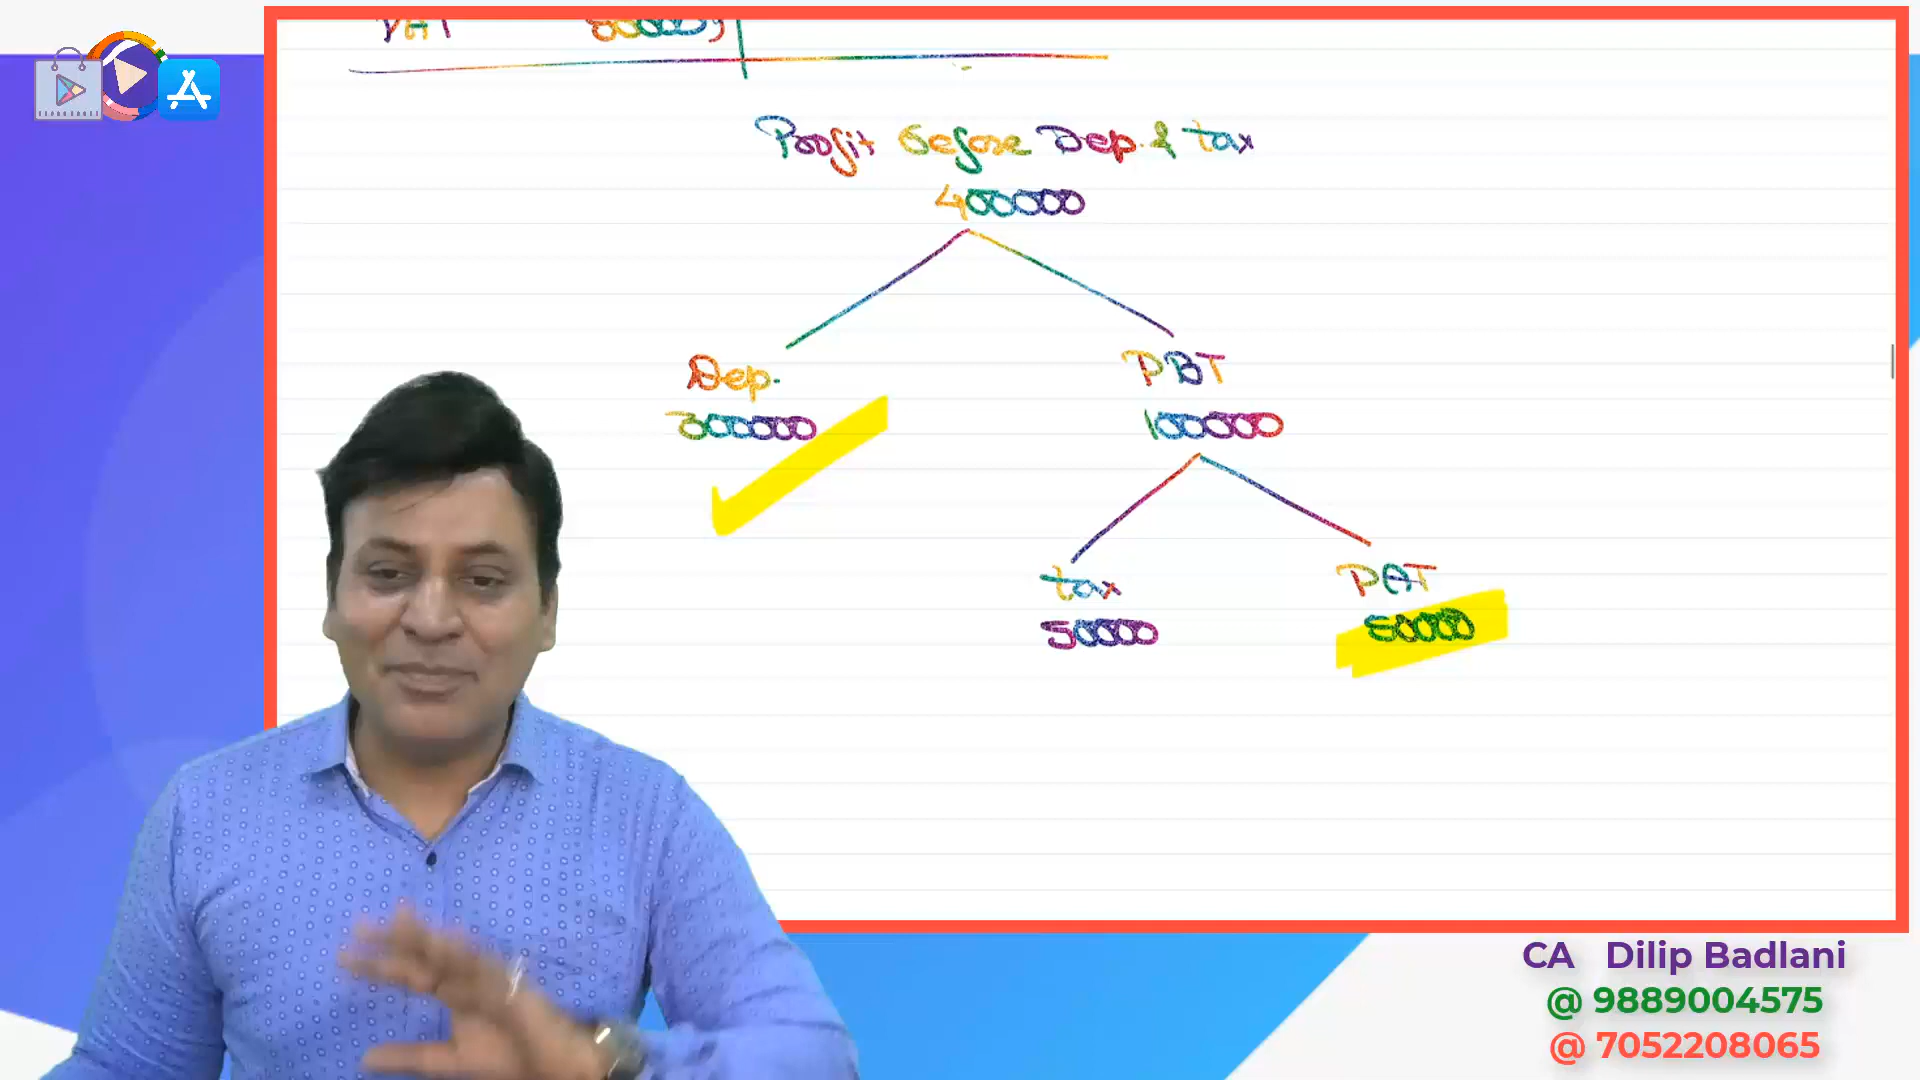 Profit Before Dep. & tax
400000
Dep.
300000
PBT
100000
tax
50000
PAT
50000
CA Dilip Badlani
@ 9889004575
@ 7052208065